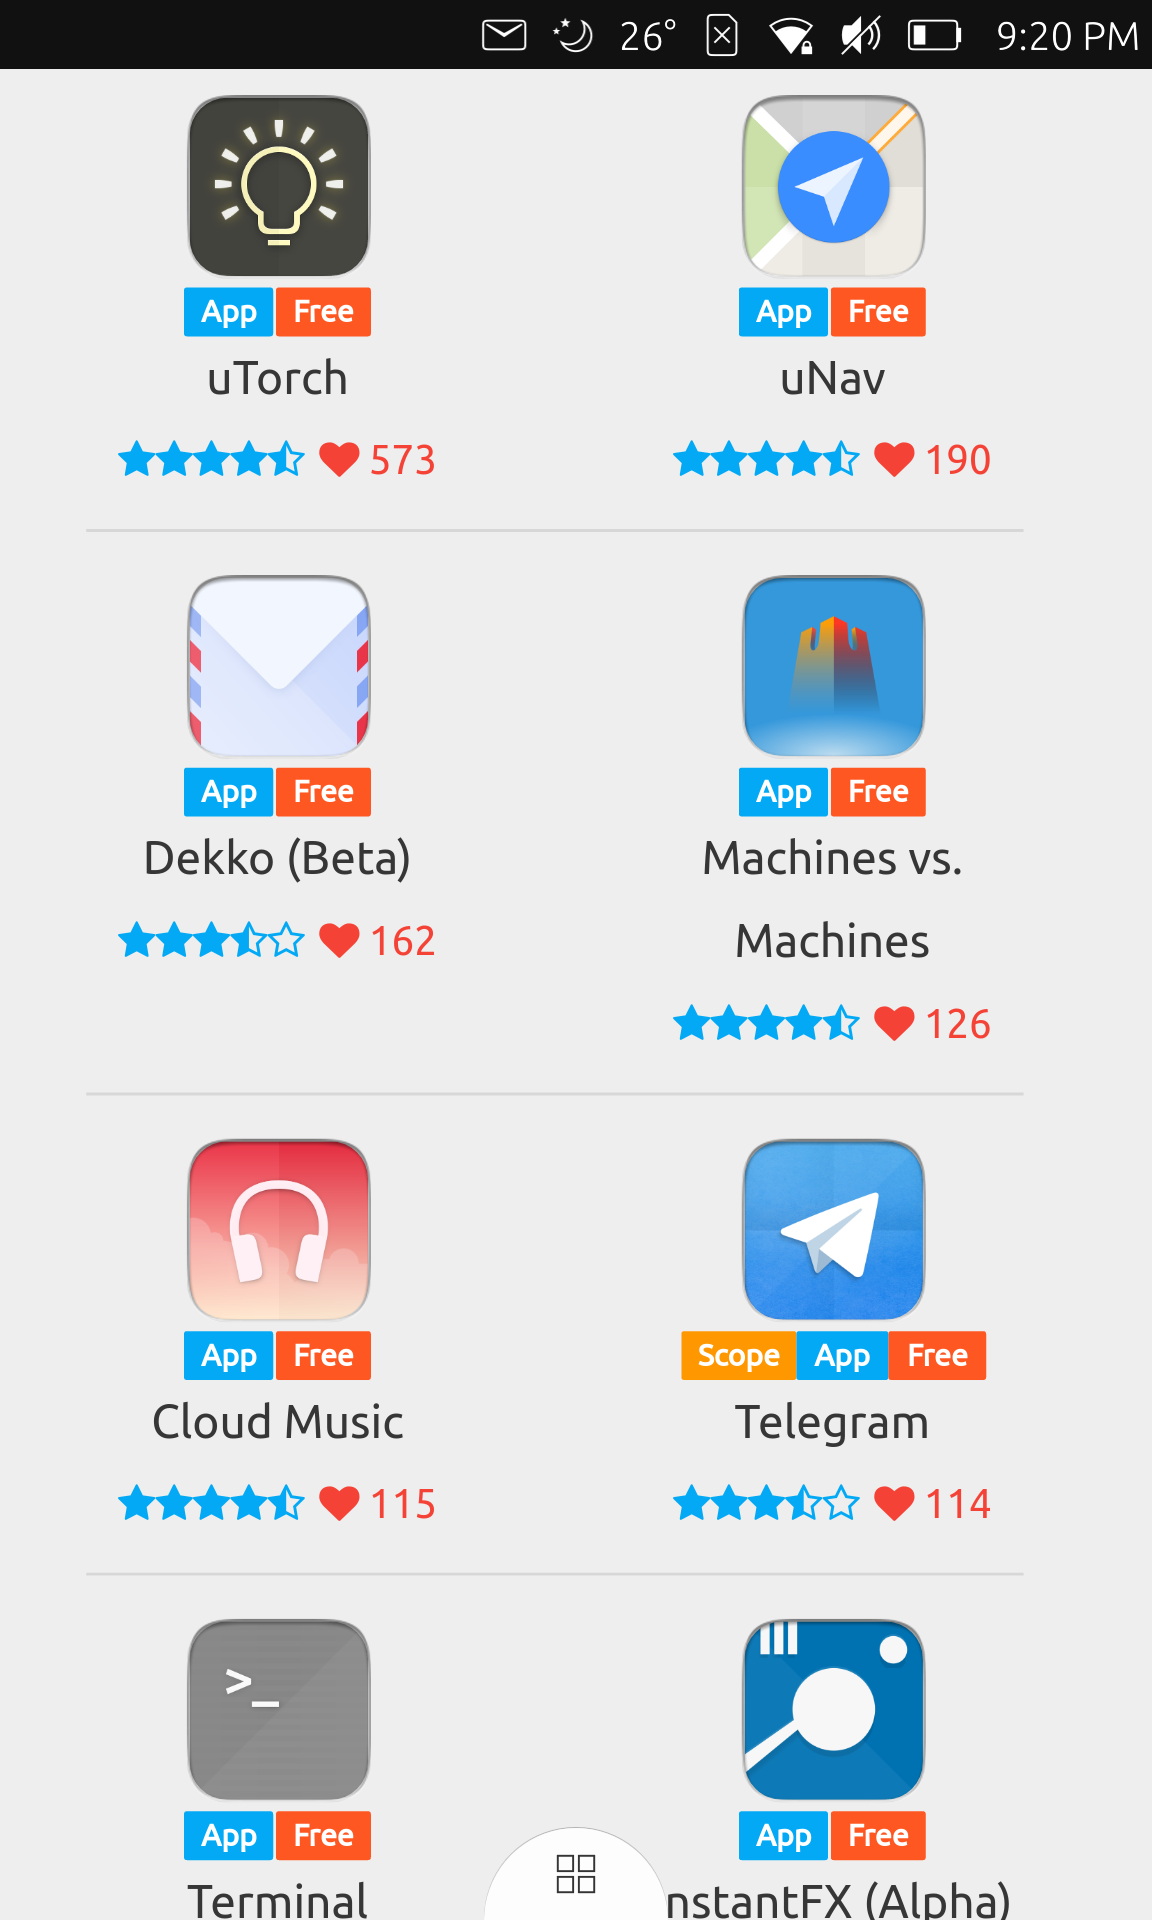 26° 9:20 PM
App Free
uTorch
573
App Free
uNav
190
App Free
Dekko (Beta)
162
App Free
Machines vs.
Machines
126
App Free
Cloud Music
115
Scope App Free
Telegram
114
>_
App Free
Terminal
App Free
nstantFX (Alpha)